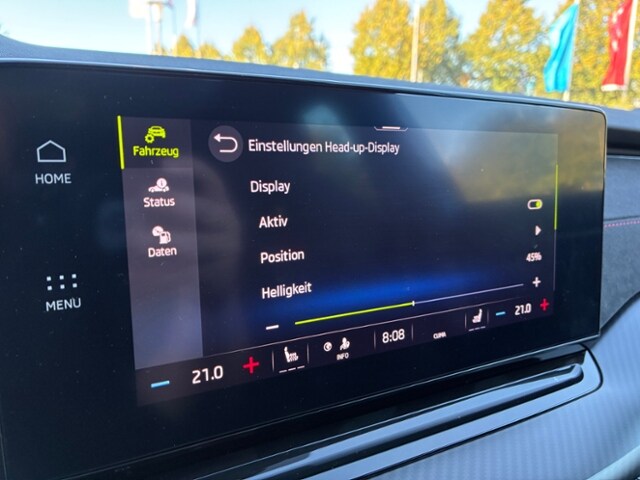 HOME
MENU
Fahrzeug
Status
Daten
Einstellungen Head-up-Display
Display
Aktiv
Position
Helligkeit
45%
21.0
INFO
8:08
CLIMA
21.0